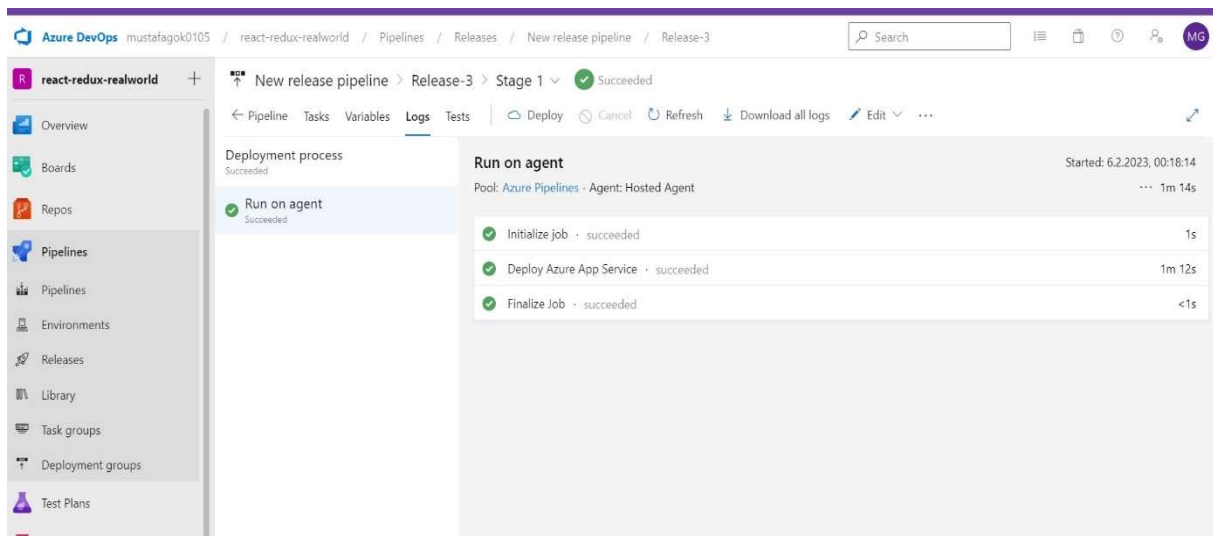 Azure DevOps mustafagok0105 / react-redux-realworld / Pipelines / Releases / New release pipeline / Release-3 Search MG
R react-redux-realworld +
New release pipeline > Release-3 > Stage 1 Succeeded
← Pipeline Tasks Variables Logs Tests Deploy Cancel Refresh Download all logs Edit ...
Overview
Boards
Repos
Pipelines
Pipelines
Environments
Releases
Library
Task groups
Deployment groups
Test Plans
Deployment process
Succeeded
Run on agent
Succeeded
Run on agent Started: 6.2.2023, 00:18:14
Pool: Azure Pipelines · Agent: Hosted Agent ... 1m 14s
Initialize job · succeeded 1s
Deploy Azure App Service · succeeded 1m 12s
Finalize Job · succeeded <1s